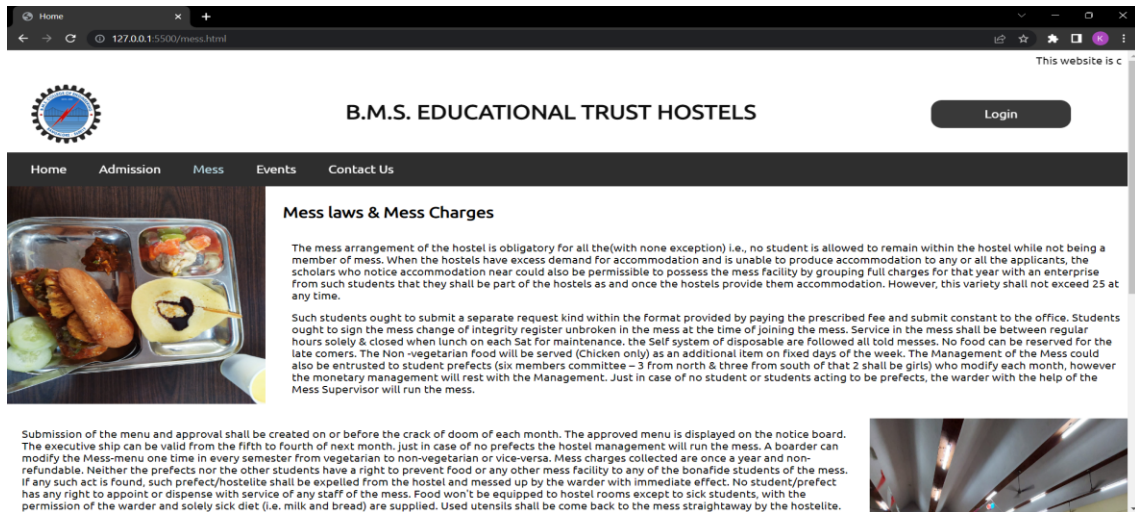 Home
127.0.0.1:5500/mess.html
K
This website is c
B.M.S. EDUCATIONAL TRUST HOSTELS
Login
Home Admission Mess Events Contact Us
Mess laws & Mess Charges
The mess arrangement of the hostel is obligatory for all the(with none exception) i.e., no student is allowed to remain within the hostel while not being a
member of mess. When the hostels have excess demand for accommodation and is unable to produce accommodation to any or all the applicants, the
scholars who notice accommodation near could also be permissible to possess the mess facility by grouping full charges for that year with an enterprise
from such students that they shall be part of the hostels as and once the hostels provide them accommodation. However, this variety shall not exceed 25 at
any time.
Such students ought to submit a separate request kind within the format provided by paying the prescribed fee and submit constant to the office. Students
ought to sign the mess change of integrity register unbroken in the mess at the time of joining the mess. Service in the mess shall be between regular
hours solely & closed when lunch on each Sat for maintenance. the Self system of disposable are followed all told messes. No food can be reserved for the
late comers. The Non -vegetarian food will be served (Chicken only) as an additional item on fixed days of the week. The Management of the Mess could
also be entrusted to student prefects (six members committee – 3 from north & three from south of that 2 shall be girls) who modify each month, however
the monetary management will rest with the Management. Just in case of no student or students acting to be prefects, the warder with the help of the
Mess Supervisor will run the mess.
Submission of the menu and approval shall be created on or before the crack of doom of each month. The approved menu is displayed on the notice board.
The executive ship can be valid from the fifth to fourth of next month. just in case of no prefects the hostel management will run the mess. A boarder can
modify the Mess-menu one time in every semester from vegetarian to non-vegetarian or vice-versa. Mess charges collected are once a year and non-
refundable. Neither the prefects nor the other students have a right to prevent food or any other mess facility to any of the bonafide students of the mess.
If any such act is found, such prefect/hostelite shall be expelled from the hostel and messed up by the warder with immediate effect. No student/prefect
has any right to appoint or dispense with service of any staff of the mess. Food won't be equipped to hostel rooms except to sick students, with the
permission of the warder and solely sick diet (i.e. milk and bread) are supplied. Used utensils shall be come back to the mess straightaway by the hostelite.